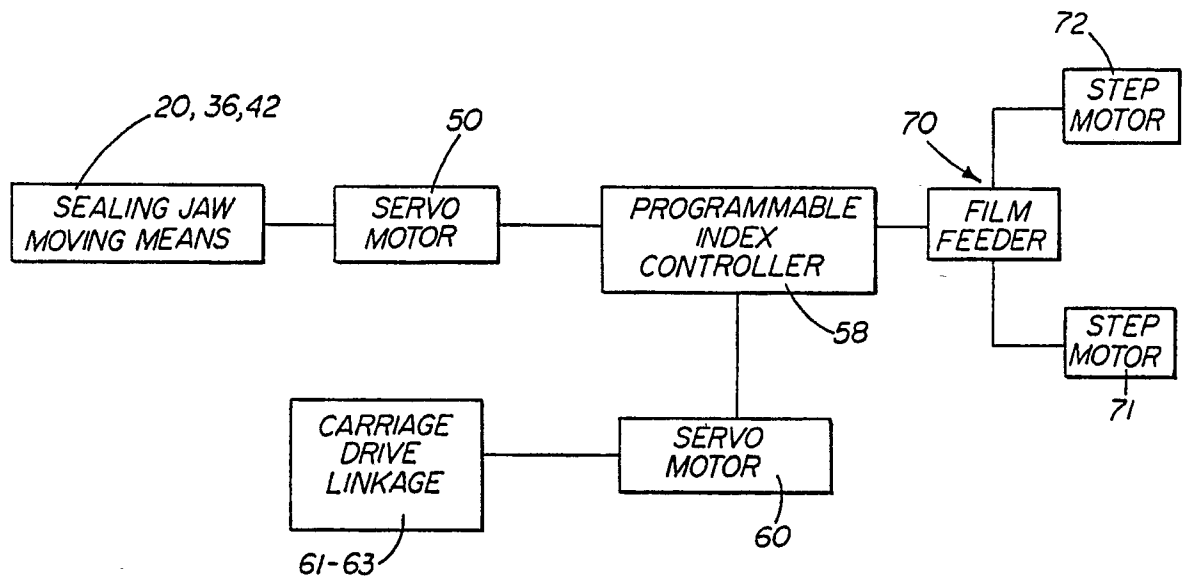 72
STEP
MOTOR
20, 36, 42
50
70
SEALING JAW
MOVING MEANS
SERVO
MOTOR
PROGRAMMABLE
INDEX
CONTROLLER
FILM
FEEDER
58
STEP
MOTOR
71
CARRIAGE
DRIVE
LINKAGE
SERVO
MOTOR
60
61-63